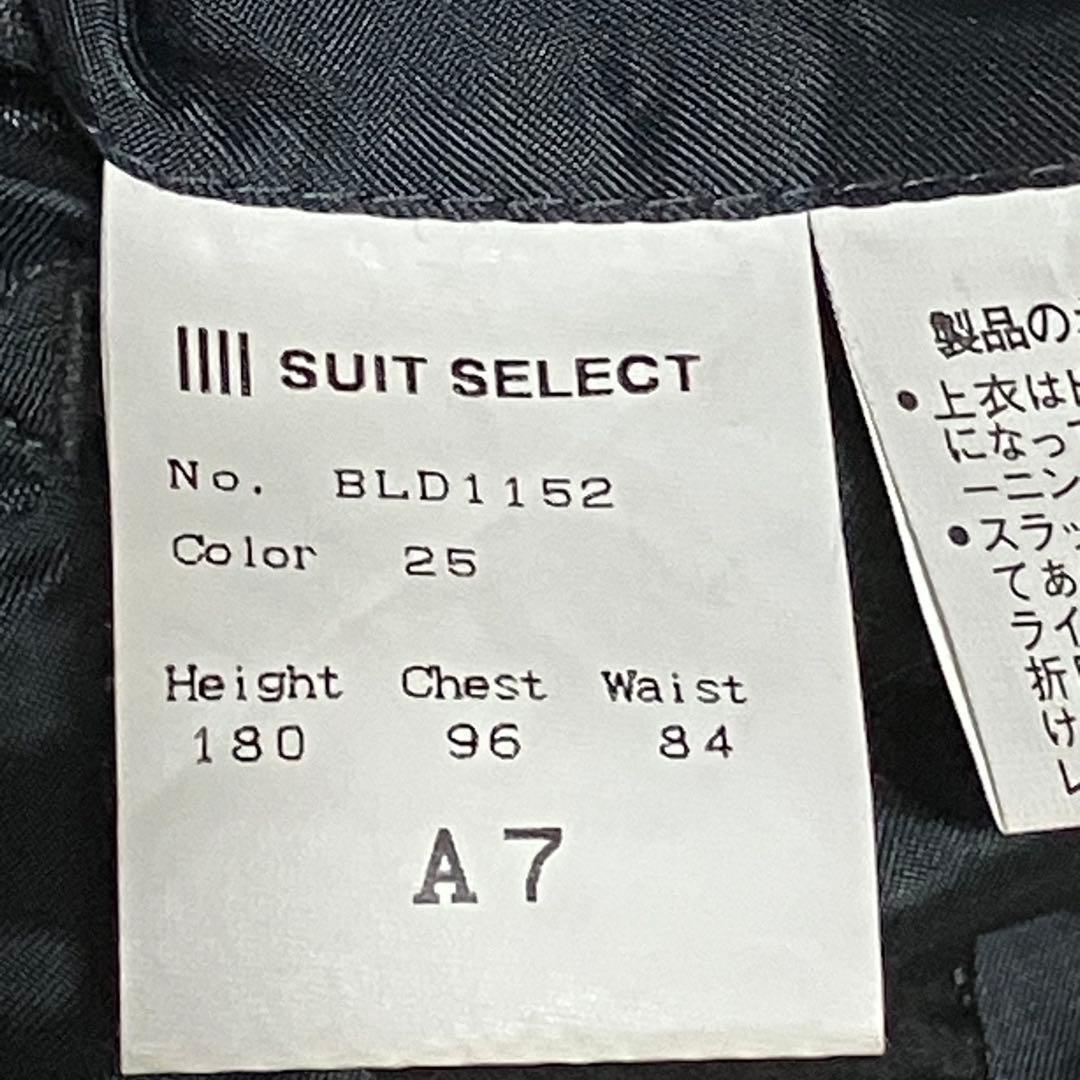 SUIT SELECT
No. BLD1152
Color 25
Height Chest Waist
180 96 84
A7
製品の
• 上衣は
になっ
ーニン
• スラッ
てあ
ライ
折
け
レ